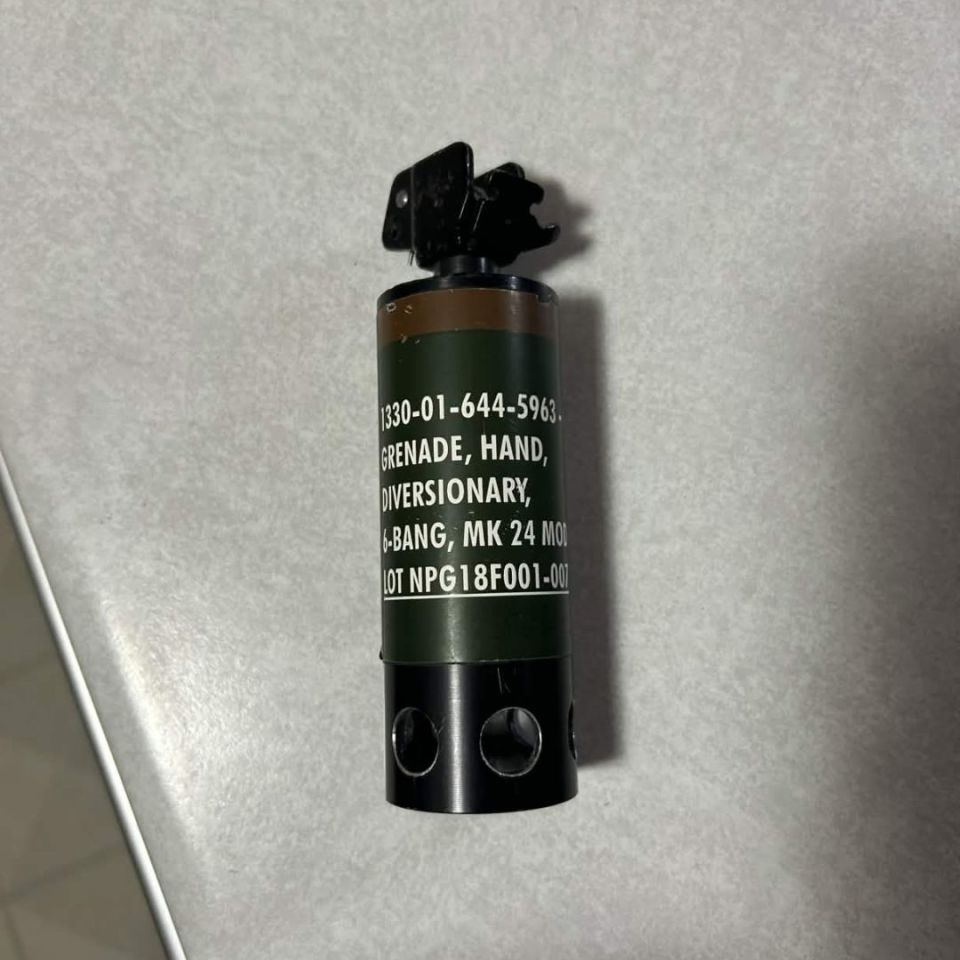 1330-01-644-5963-
GRENADE, HAND,
DIVERSIONARY,
6-BANG, MK 24 MOD
LOT NPG18F001-007